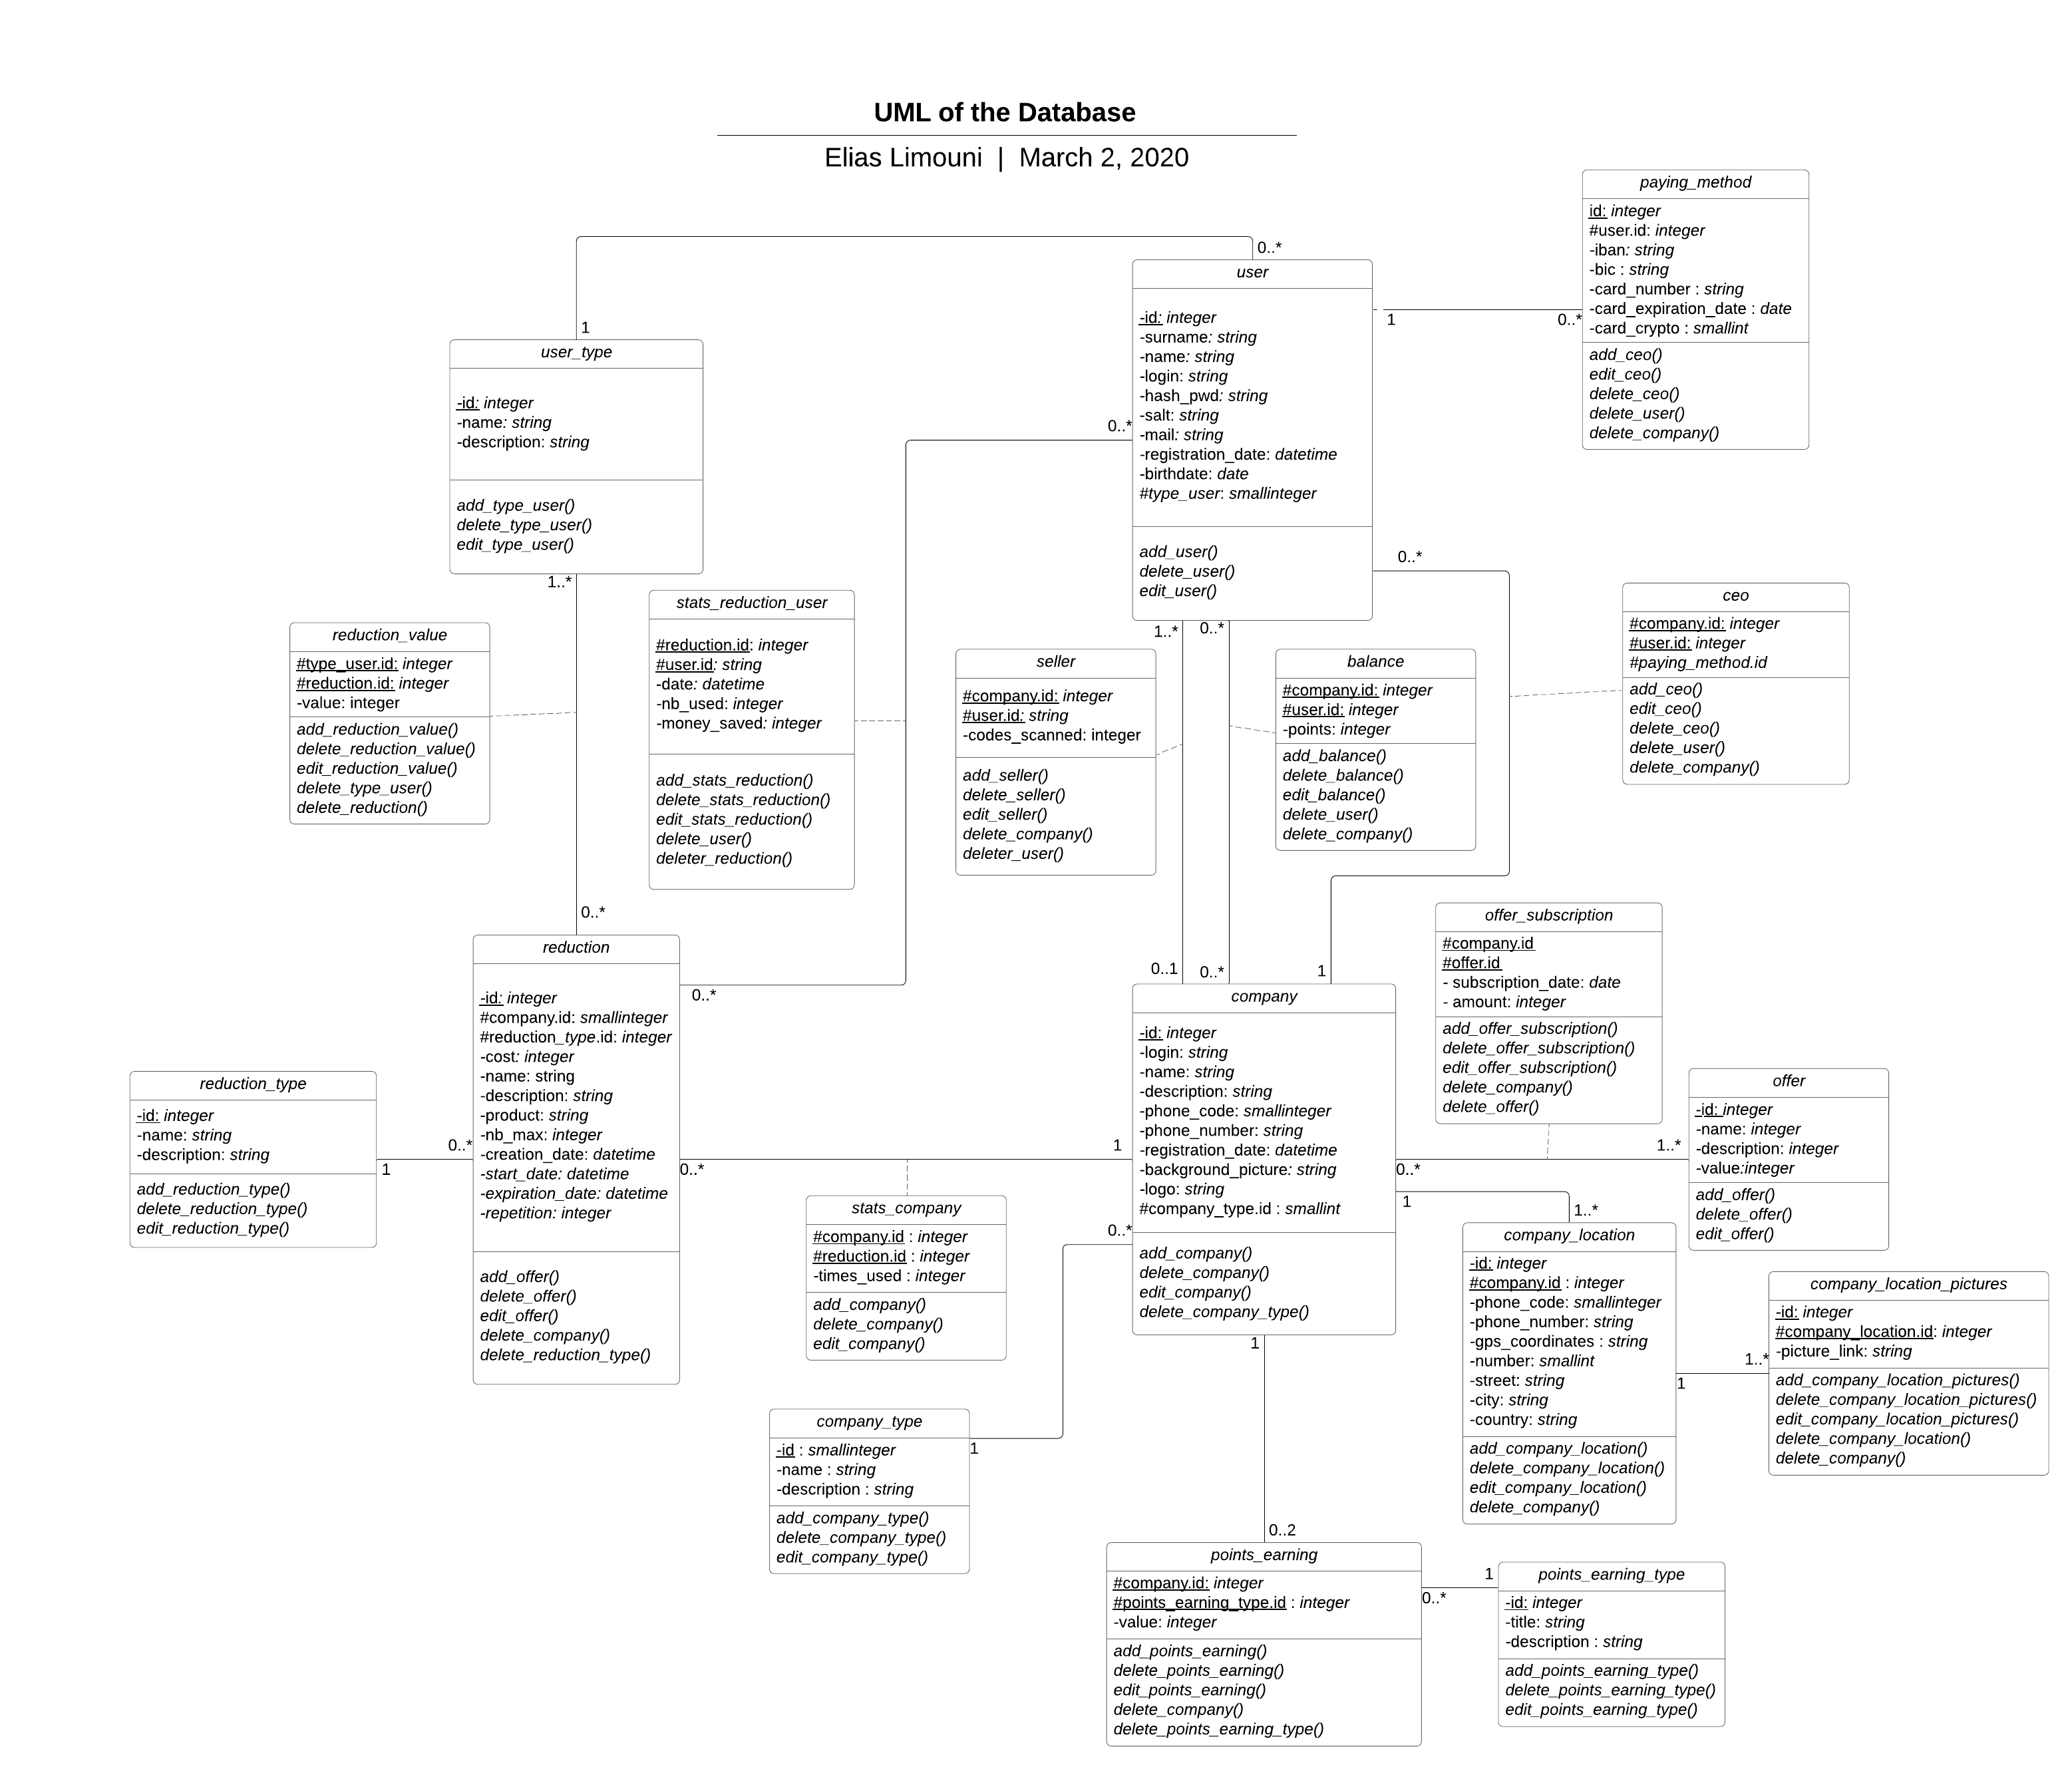 UML of the Database
Elias Limouni | March 2, 2020
paying_method
id: integer
#user.id: integer
-iban: string
-bic : string
-card_number : string
-card_expiration_date : date
-card_crypto : smallint
add_ceo()
edit_ceo()
delete_ceo()
delete_user()
delete_company()
0..*
1
0..*
user
-id: integer
-surname: string
-name: string
-login: string
-hash_pwd: string
-salt: string
-mail: string
-registration_date: datetime
-birthdate: date
#type_user: smallinteger
add_user()
delete_user()
edit_user()
1
user_type
-id: integer
-name: string
-description: string
add_type_user()
delete_type_user()
edit_type_user()
0..*
0..*
1..*
1..*
0..*
reduction_value
#type_user.id: integer
#reduction.id: integer
-value: integer
add_reduction_value()
delete_reduction_value()
edit_reduction_value()
delete_type_user()
delete_reduction()
stats_reduction_user
#reduction.id: integer
#user.id: string
-date: datetime
-nb_used: integer
-money_saved: integer
add_stats_reduction()
delete_stats_reduction()
edit_stats_reduction()
delete_user()
deleter_reduction()
seller
#company.id: integer
#user.id: string
-codes_scanned: integer
add_seller()
delete_seller()
edit_seller()
delete_company()
deleter_user()
balance
#company.id: integer
#user.id: integer
-points: integer
add_balance()
delete_balance()
edit_balance()
delete_user()
delete_company()
ceo
#company.id: integer
#user.id: integer
#paying_method.id
add_ceo()
edit_ceo()
delete_ceo()
delete_user()
delete_company()
0..*
0..1
0..*
1
0..*
reduction
-id: integer
#company.id: smallinteger
#reduction_type.id: integer
-cost: integer
-name: string
-description: string
-product: string
-nb_max: integer
-creation_date: datetime
-start_date: datetime
-expiration_date: datetime
-repetition: integer
add_offer()
delete_offer()
edit_offer()
delete_company()
delete_reduction_type()
company
-id: integer
-login: string
-name: string
-description: string
-phone_code: smallinteger
-phone_number: string
-registration_date: datetime
-background_picture: string
-logo: string
#company_type.id : smallint
add_company()
delete_company()
edit_company()
delete_company_type()
offer_subscription
#company.id
#offer.id
- subscription_date: date
- amount: integer
add_offer_subscription()
delete_offer_subscription()
edit_offer_subscription()
delete_company()
delete_offer()
offer
-id: integer
-name: integer
-description: integer
-value:integer
add_offer()
delete_offer()
edit_offer()
reduction_type
-id: integer
-name: string
-description: string
add_reduction_type()
delete_reduction_type()
edit_reduction_type()
0..*
1
0..*
1
0..*
1..*
1
1..*
0..*
stats_company
#company.id : integer
#reduction.id : integer
-times_used : integer
add_company()
delete_company()
edit_company()
company_location
-id: integer
#company.id : integer
-phone_code: smallinteger
-phone_number: string
-gps_coordinates : string
-number: smallint
-street: string
-city: string
-country: string
add_company_location()
delete_company_location()
edit_company_location()
delete_company()
company_location_pictures
-id: integer
#company_location.id: integer
-picture_link: string
add_company_location_pictures()
delete_company_location_pictures()
edit_company_location_pictures()
delete_company_location()
delete_company()
1..*
1
1
company_type
-id : smallinteger
-name : string
-description : string
add_company_type()
delete_company_type()
edit_company_type()
1
0..2
points_earning
#company.id: integer
#points_earning_type.id : integer
-value: integer
add_points_earning()
delete_points_earning()
edit_points_earning()
delete_company()
delete_points_earning_type()
1
0..*
points_earning_type
-id: integer
-title: string
-description : string
add_points_earning_type()
delete_points_earning_type()
edit_points_earning_type()